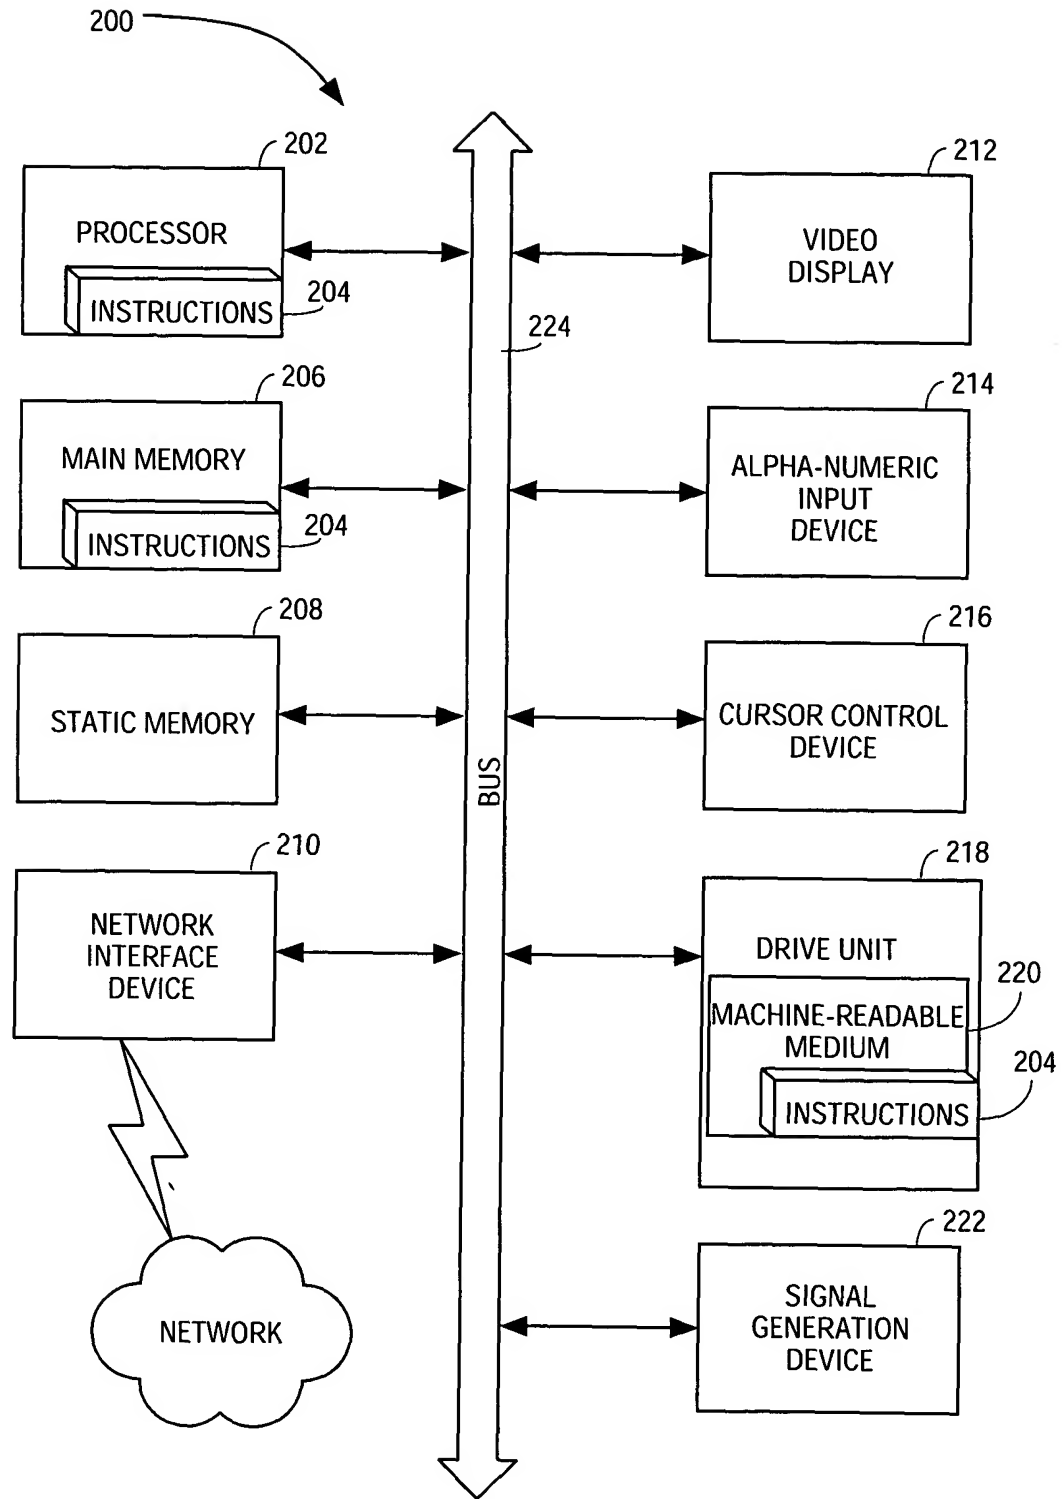 200
202
PROCESSOR
INSTRUCTIONS
204
206
MAIN MEMORY
INSTRUCTIONS
204
208
STATIC MEMORY
210
NETWORK
INTERFACE
DEVICE
NETWORK
224
BUS
212
VIDEO
DISPLAY
214
ALPHA-NUMERIC
INPUT
DEVICE
216
CURSOR CONTROL
DEVICE
218
DRIVE UNIT
220
MACHINE-READABLE
MEDIUM
204
INSTRUCTIONS
222
SIGNAL
GENERATION
DEVICE